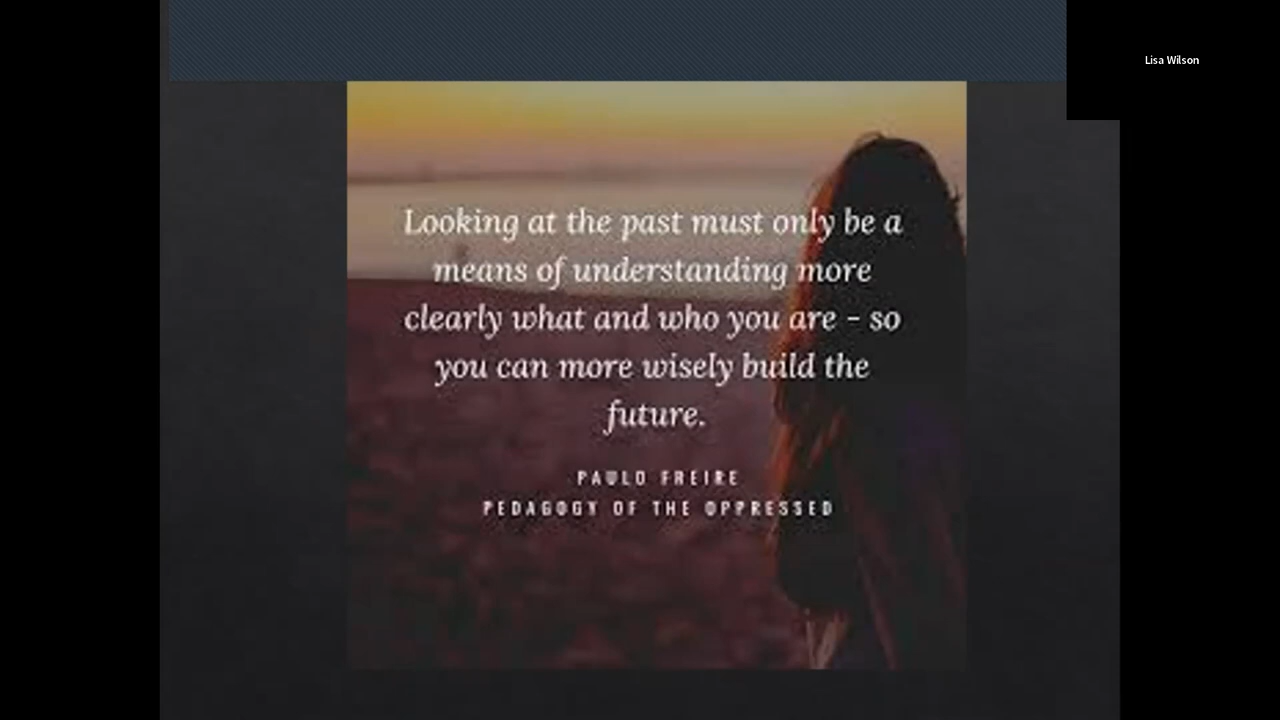 Lisa Wilson
Looking at the past must only be a
means of understanding more
clearly what and who you are - so
you can more wisely build the
future.
PAULO FREIRE
PEDAGOGY OF THE OPPRESSED